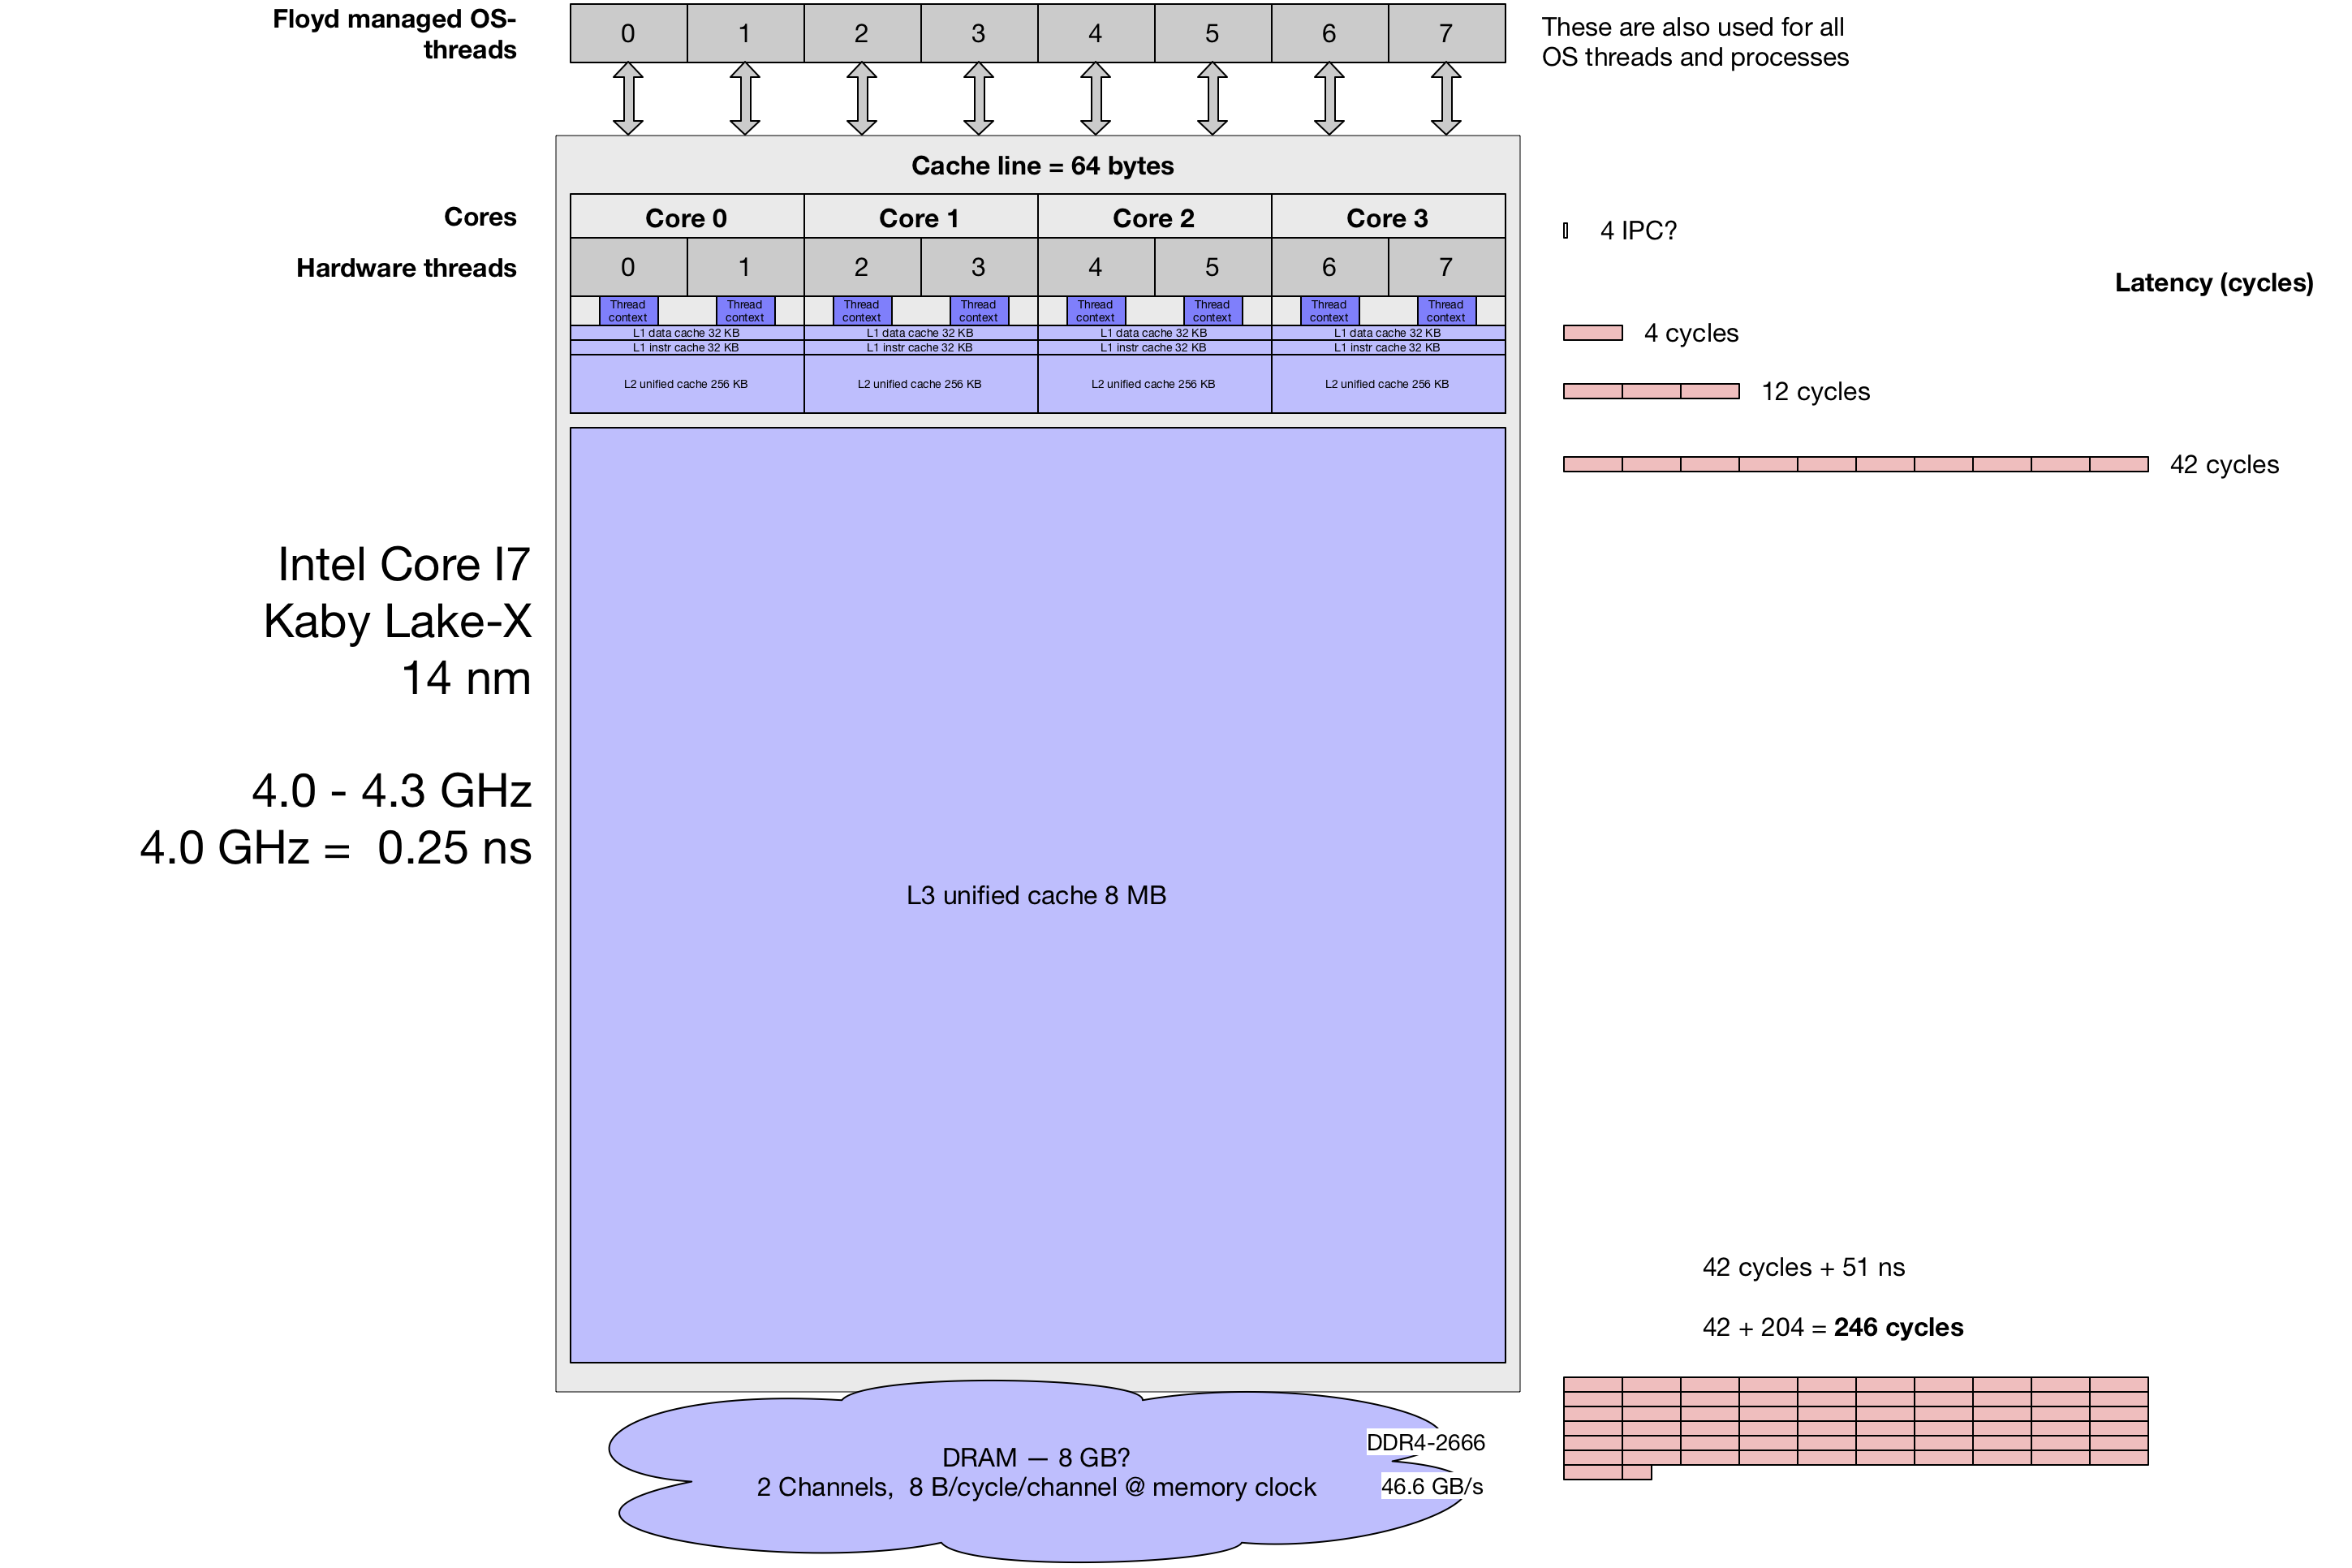 Floyd managed OS-
threads
0 1 2 3 4 5 6 7
These are also used for all
OS threads and processes
Cache line = 64 bytes
Cores
Core 0 Core 1 Core 2 Core 3
4 IPC?
Hardware threads
0 1 2 3 4 5 6 7
Latency (cycles)
Thread Thread Thread Thread Thread Thread Thread Thread
context context context context context context context context
L1 data cache 32 KB L1 data cache 32 KB L1 data cache 32 KB L1 data cache 32 KB
4 cycles
L1 instr cache 32 KB L1 instr cache 32 KB L1 instr cache 32 KB L1 instr cache 32 KB
L2 unified cache 256 KB L2 unified cache 256 KB L2 unified cache 256 KB L2 unified cache 256 KB
12 cycles
42 cycles
Intel Core I7
Kaby Lake-X
14 nm
4.0 - 4.3 GHz
4.0 GHz =  0.25 ns
L3 unified cache 8 MB
42 cycles + 51 ns
42 + 204 = 246 cycles
DDR4-2666
DRAM — 8 GB?
2 Channels,  8 B/cycle/channel @ memory clock
46.6 GB/s